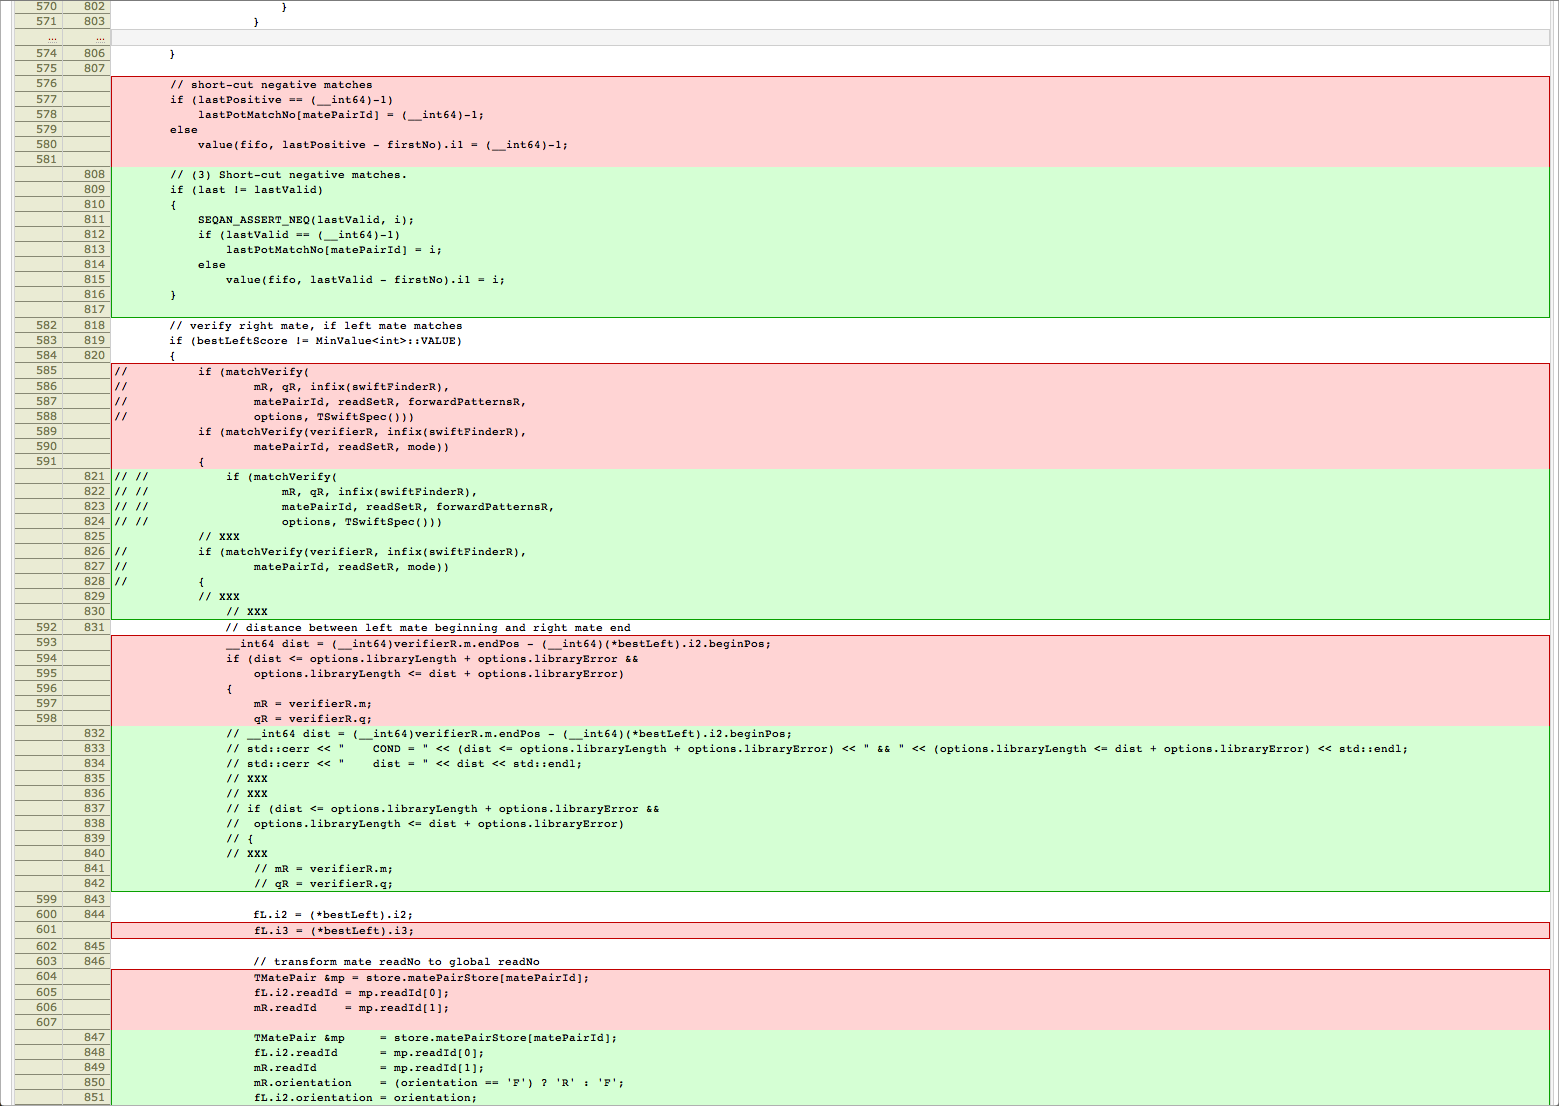 570 802 }
571 803 }
... ...
574 806 }
575 807
576 // short-cut negative matches
577 if (lastPositive == (__int64)-1)
578 lastPotMatchNo[matePairId] = (__int64)-1;
579 else
580 value(fifo, lastPositive - firstNo).i1 = (__int64)-1;
581
808 // (3) Short-cut negative matches.
809 if (last != lastValid)
810 {
811 SEQAN_ASSERT_NEQ(lastValid, i);
812 if (lastValid == (__int64)-1)
813 lastPotMatchNo[matePairId] = i;
814 else
815 value(fifo, lastValid - firstNo).i1 = i;
816 }
817
582 818 // verify right mate, if left mate matches
583 819 if (bestLeftScore != MinValue<int>::VALUE)
584 820 {
585 // if (matchVerify(
586 // mR, qR, infix(swiftFinderR),
587 // matePairId, readSetR, forwardPatternsR,
588 // options, TSwiftSpec()))
589 if (matchVerify(verifierR, infix(swiftFinderR),
590 matePairId, readSetR, mode))
591 {
821 // // if (matchVerify(
822 // // mR, qR, infix(swiftFinderR),
823 // // matePairId, readSetR, forwardPatternsR,
824 // // options, TSwiftSpec()))
825 // XXX
826 // if (matchVerify(verifierR, infix(swiftFinderR),
827 // matePairId, readSetR, mode))
828 // {
829 // XXX
830 // XXX
592 831 // distance between left mate beginning and right mate end
593 __int64 dist = (__int64)verifierR.m.endPos - (__int64)(*bestLeft).i2.beginPos;
594 if (dist <= options.libraryLength + options.libraryError &&
595 options.libraryLength <= dist + options.libraryError)
596 {
597 mR = verifierR.m;
598 qR = verifierR.q;
832 // __int64 dist = (__int64)verifierR.m.endPos - (__int64)(*bestLeft).i2.beginPos;
833 // std::cerr << "    COND = " << (dist <= options.libraryLength + options.libraryError) << " && " << (options.libraryLength <= dist + options.libraryError) << std::endl;
834 // std::cerr << "    dist = " << dist << std::endl;
835 // XXX
836 // XXX
837 // if (dist <= options.libraryLength + options.libraryError &&
838 //  options.libraryLength <= dist + options.libraryError)
839 // {
840 // XXX
841 // mR = verifierR.m;
842 // qR = verifierR.q;
599 843
600 844 fL.i2 = (*bestLeft).i2;
601 fL.i3 = (*bestLeft).i3;
602 845
603 846 // transform mate readNo to global readNo
604 TMatePair &mp = store.matePairStore[matePairId];
605 fL.i2.readId = mp.readId[0];
606 mR.readId    = mp.readId[1];
607
847 TMatePair &mp     = store.matePairStore[matePairId];
848 fL.i2.readId      = mp.readId[0];
849 mR.readId         = mp.readId[1];
850 mR.orientation    = (orientation == 'F') ? 'R' : 'F';
851 fL.i2.orientation = orientation;